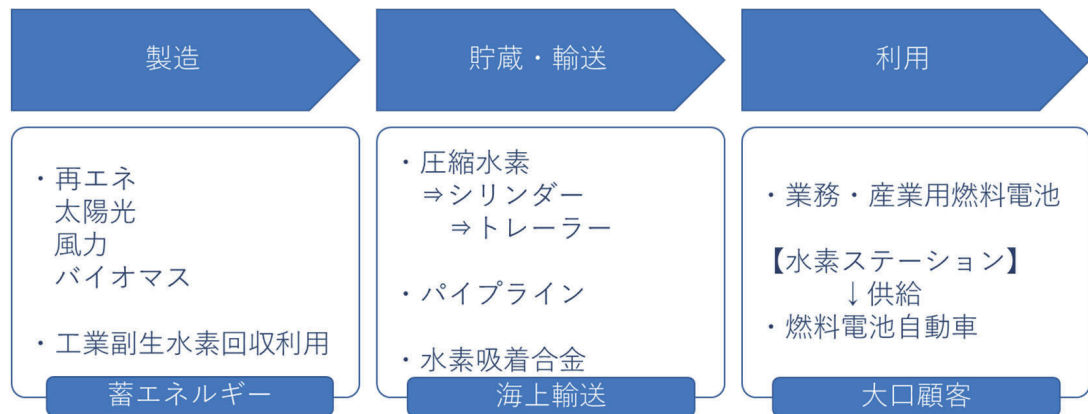 製造
・再エネ
太陽光
風力
バイオマス
・工業副生水素回収利用
蓄エネルギー
貯蔵・輸送
・圧縮水素
⇒シリンダー
⇒トレーラー
・パイプライン
・水素吸着合金
海上輸送
利用
・業務・産業用燃料電池
【水素ステーション】
↓供給
・燃料電池自動車
大口顧客